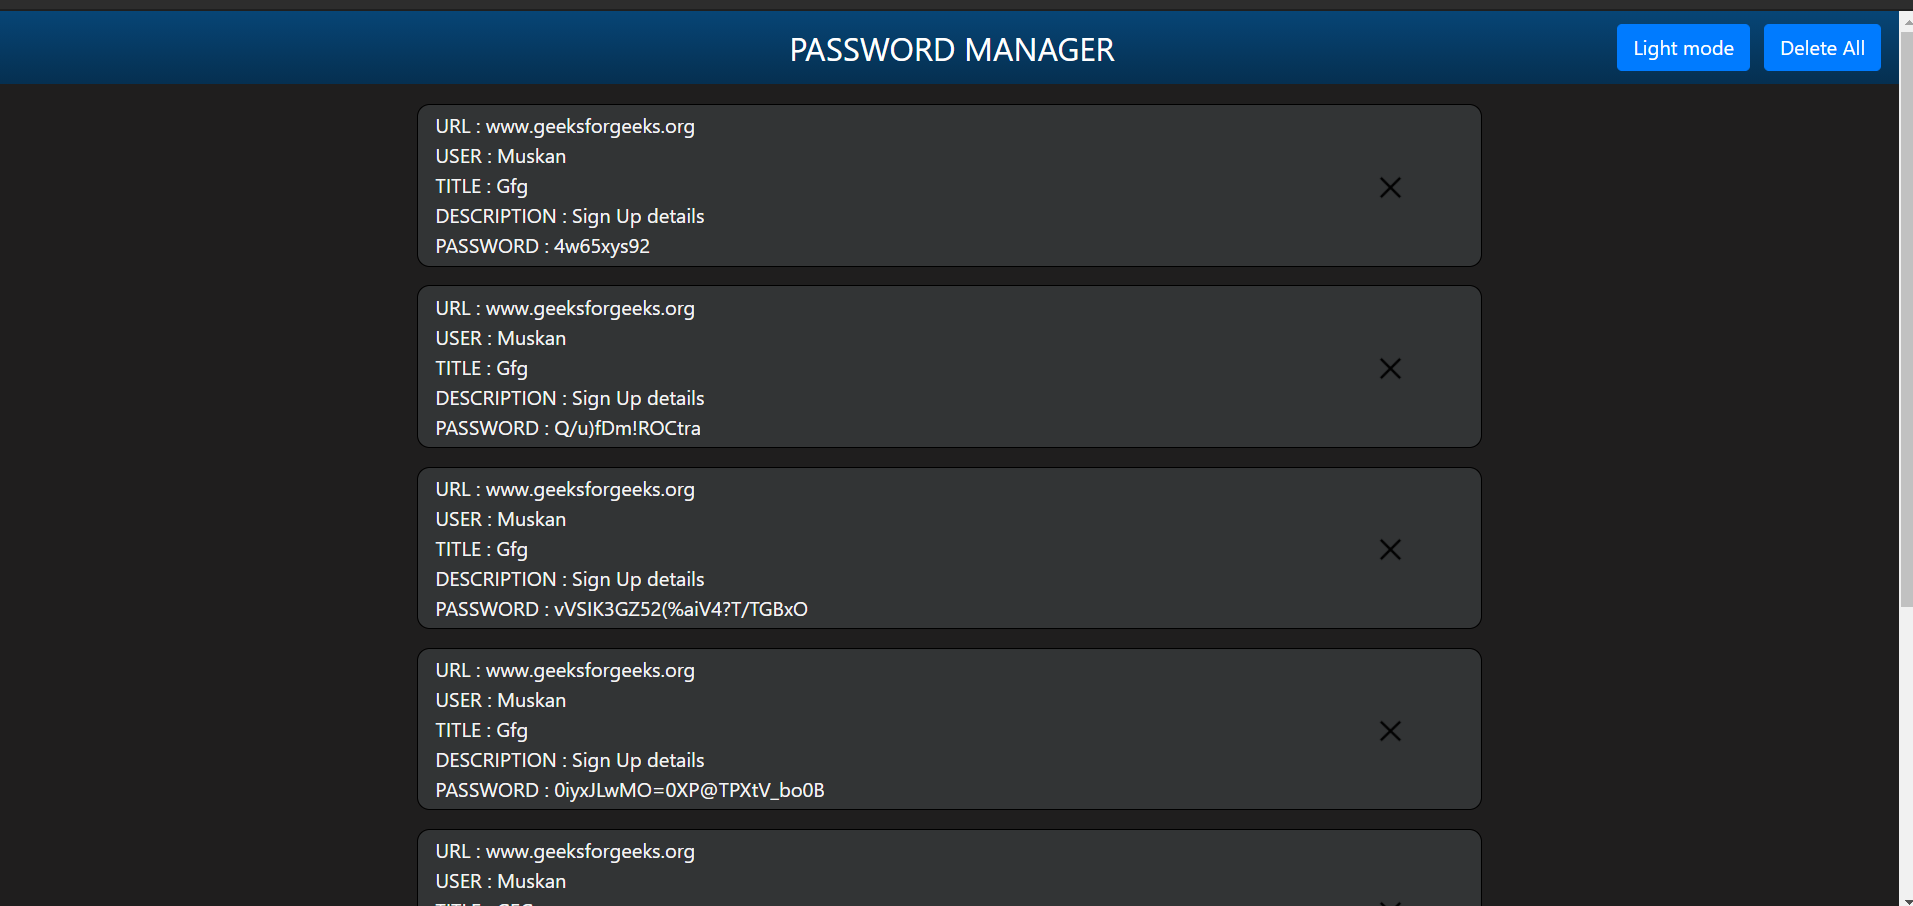 PASSWORD MANAGER
Light mode
Delete All
URL : www.geeksforgeeks.org
USER : Muskan
TITLE : Gfg
DESCRIPTION : Sign Up details
PASSWORD : 4w65xys92
URL : www.geeksforgeeks.org
USER : Muskan
TITLE : Gfg
DESCRIPTION : Sign Up details
PASSWORD : Q/u)fDm!ROCtra
URL : www.geeksforgeeks.org
USER : Muskan
TITLE : Gfg
DESCRIPTION : Sign Up details
PASSWORD : vVSIK3GZ52(%aiV4?T/TGBxO
URL : www.geeksforgeeks.org
USER : Muskan
TITLE : Gfg
DESCRIPTION : Sign Up details
PASSWORD : 0iyxJLwMO=0XP@TPXtV_bo0B
URL : www.geeksforgeeks.org
USER : Muskan